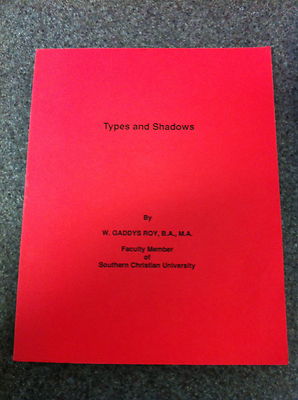 Types and Shadows
By
W. GADDYS ROY, B.A., M.A.
Faculty Member
of
Southern Christian University